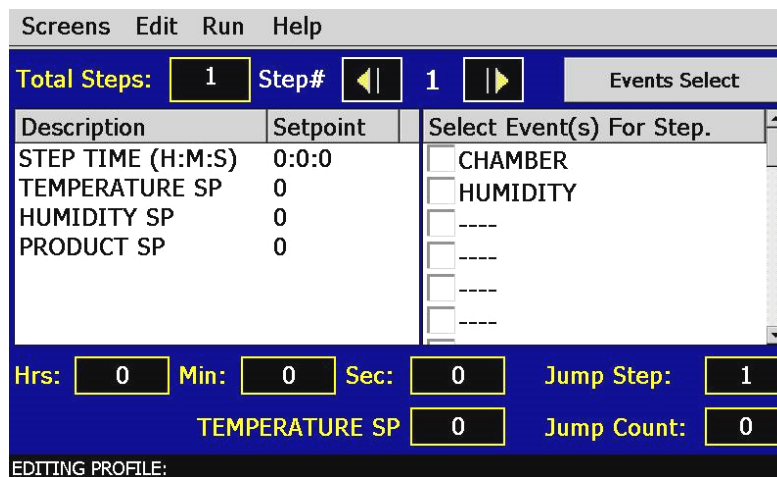 Screens Edit Run Help
Total Steps: 1 Step# 1 Events Select
Description Setpoint Select Event(s) For Step.
STEP TIME (H:M:S) 0:0:0 CHAMBER
TEMPERATURE SP 0 HUMIDITY
HUMIDITY SP 0 ----
PRODUCT SP 0 ----
----
----
Hrs: 0 Min: 0 Sec: 0 Jump Step: 1
TEMPERATURE SP 0 Jump Count: 0
EDITING PROFILE: